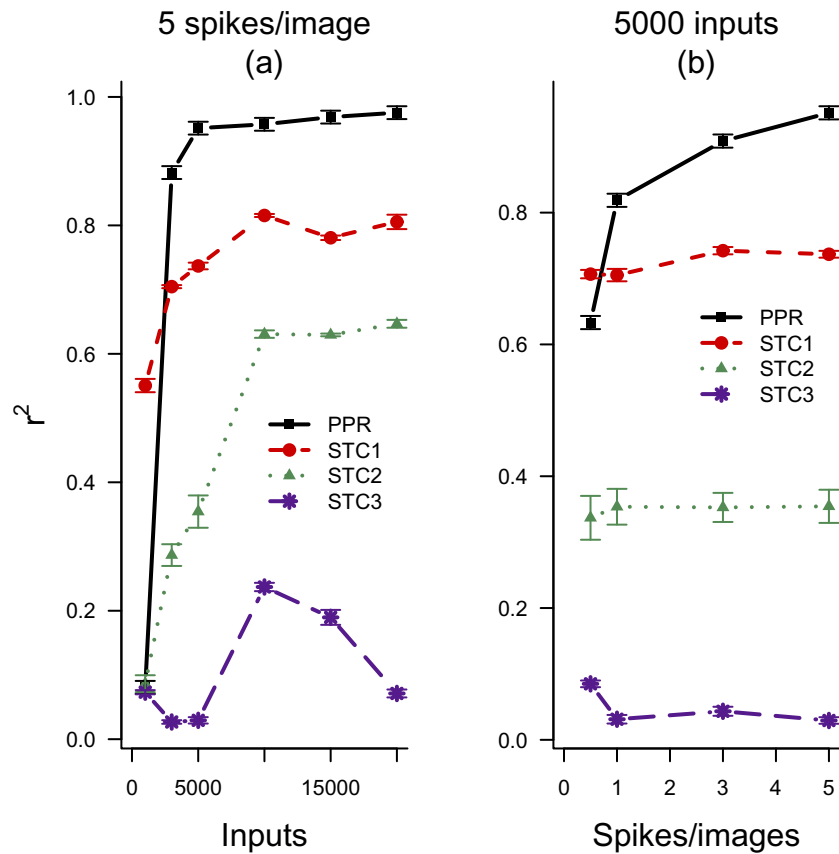 5 spikes/image
(a)
r2
1.0
0.8
0.6
0.4
0.2
0.0
PPR
STC1
STC2
STC3
0
5000
15000
Inputs
5000 inputs
(b)
0.8
0.6
0.4
0.2
0.0
PPR
STC1
STC2
STC3
0
1
2
3
4
5
Spikes/images